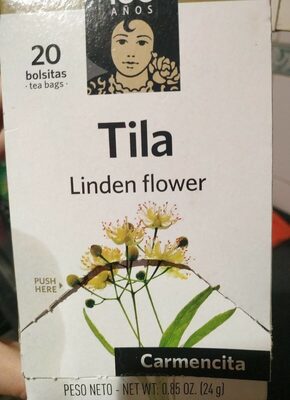 AÑOS
20
bolsitas
· tea bags ·
Tila
Linden flower
PUSH
HERE
Carmencita
PESO NETO - NET WT. 0.85 OZ. (24 g)